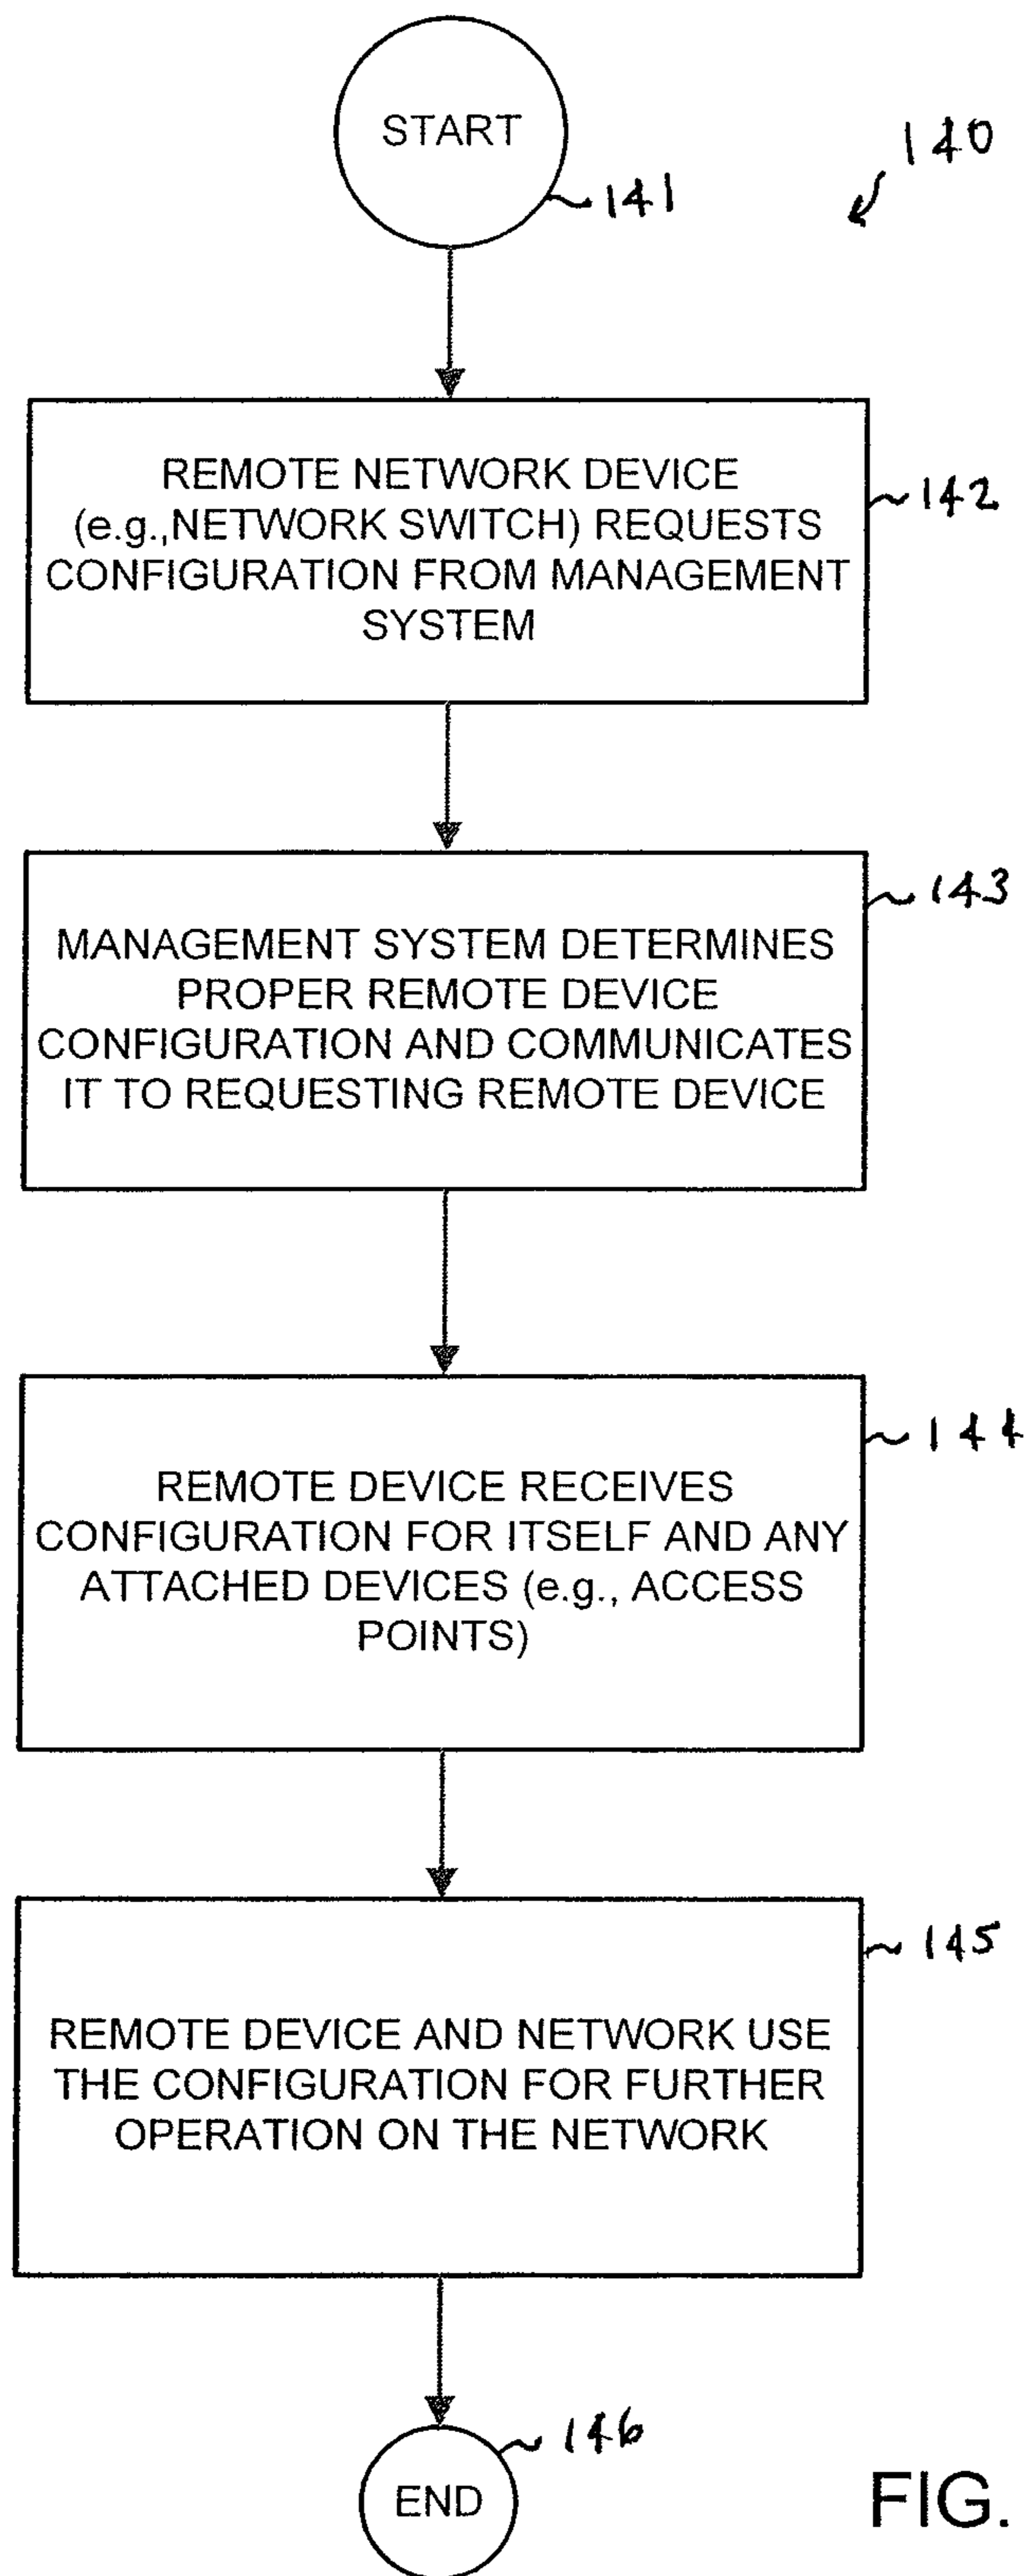 START
141
140
REMOTE NETWORK DEVICE
(e.g.,NETWORK SWITCH) REQUESTS
CONFIGURATION FROM MANAGEMENT
SYSTEM
142
MANAGEMENT SYSTEM DETERMINES
PROPER REMOTE DEVICE
CONFIGURATION AND COMMUNICATES
IT TO REQUESTING REMOTE DEVICE
143
REMOTE DEVICE RECEIVES
CONFIGURATION FOR ITSELF AND ANY
ATTACHED DEVICES (e.g., ACCESS
POINTS)
144
REMOTE DEVICE AND NETWORK USE
THE CONFIGURATION FOR FURTHER
OPERATION ON THE NETWORK
145
END
146
FIG.